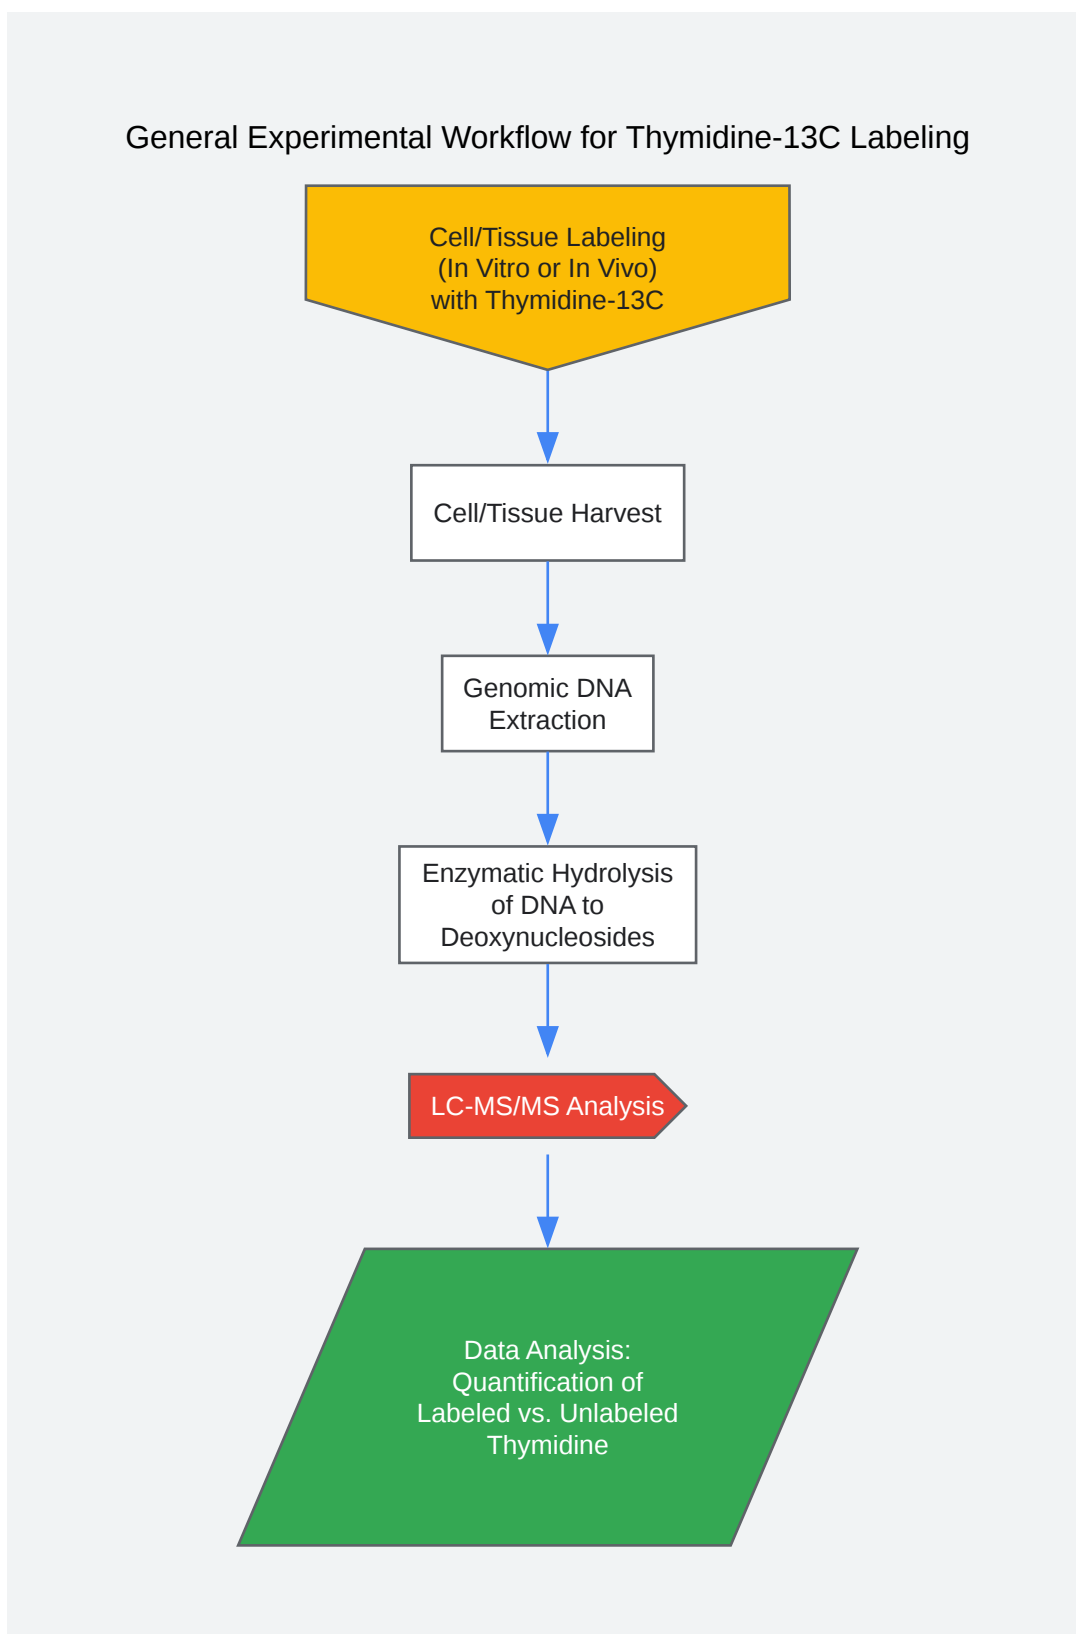 General Experimental Workflow for Thymidine-13C Labeling
Cell/Tissue Labeling
(In Vitro or In Vivo)
with Thymidine-13C
Cell/Tissue Harvest
Genomic DNA
Extraction
Enzymatic Hydrolysis
of DNA to
Deoxynucleosides
LC-MS/MS Analysis
Data Analysis:
Quantification of
Labeled vs. Unlabeled
Thymidine